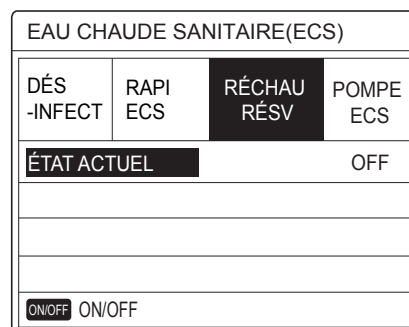 EAU CHAUDE SANITAIRE(ECS)
DÉS -INFECT
RAPI ECS
RÉCHAU RÉSV
POMPE ECS
ÉTAT ACTUEL OFF
ON/OFF ON/OFF